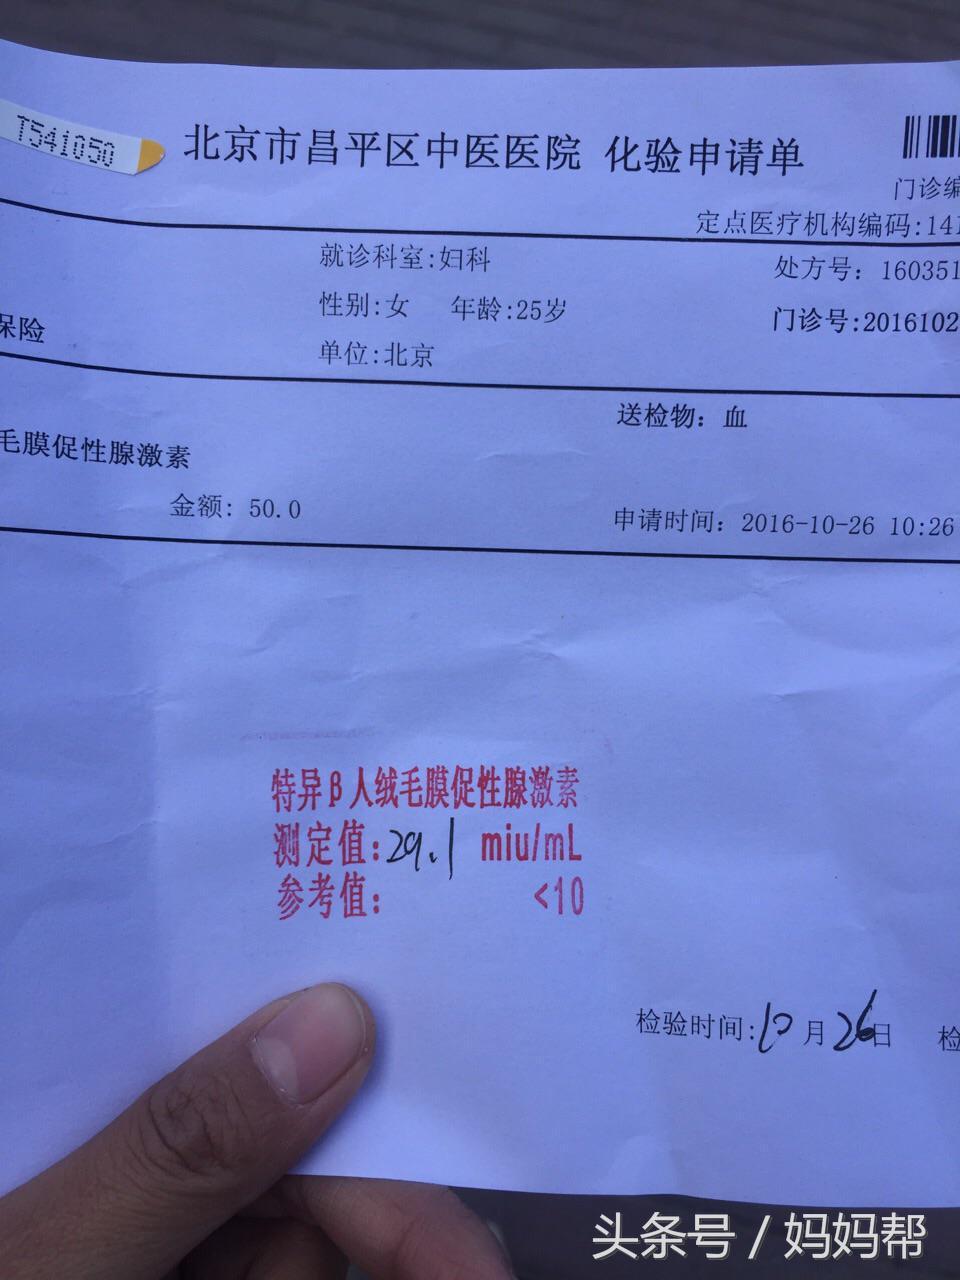 T541050
北京市昌平区中医医院 化验申请单
门诊编
定点医疗机构编码:141
就诊科室:妇科
处方号: 160351
性别:女 年龄:25岁
门诊号:2016102
保险
单位:北京
送检物: 血
毛膜促性腺激素
金额: 50.0
申请时间: 2016-10-26 10:26
特异β人绒毛膜促性腺激素
测定值:29.1 miu/mL
参考值: <10
检验时间:10月26日 检
头条号 / 妈妈帮